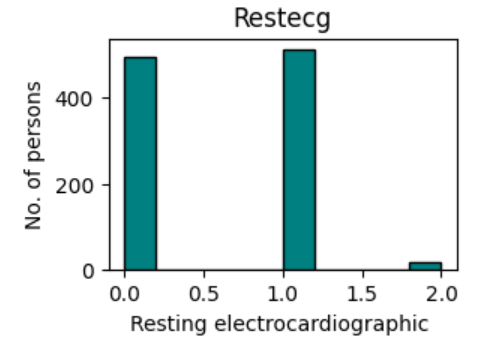 Restecg
No. of persons
400
200
0
0.0 0.5 1.0 1.5 2.0
Resting electrocardiographic